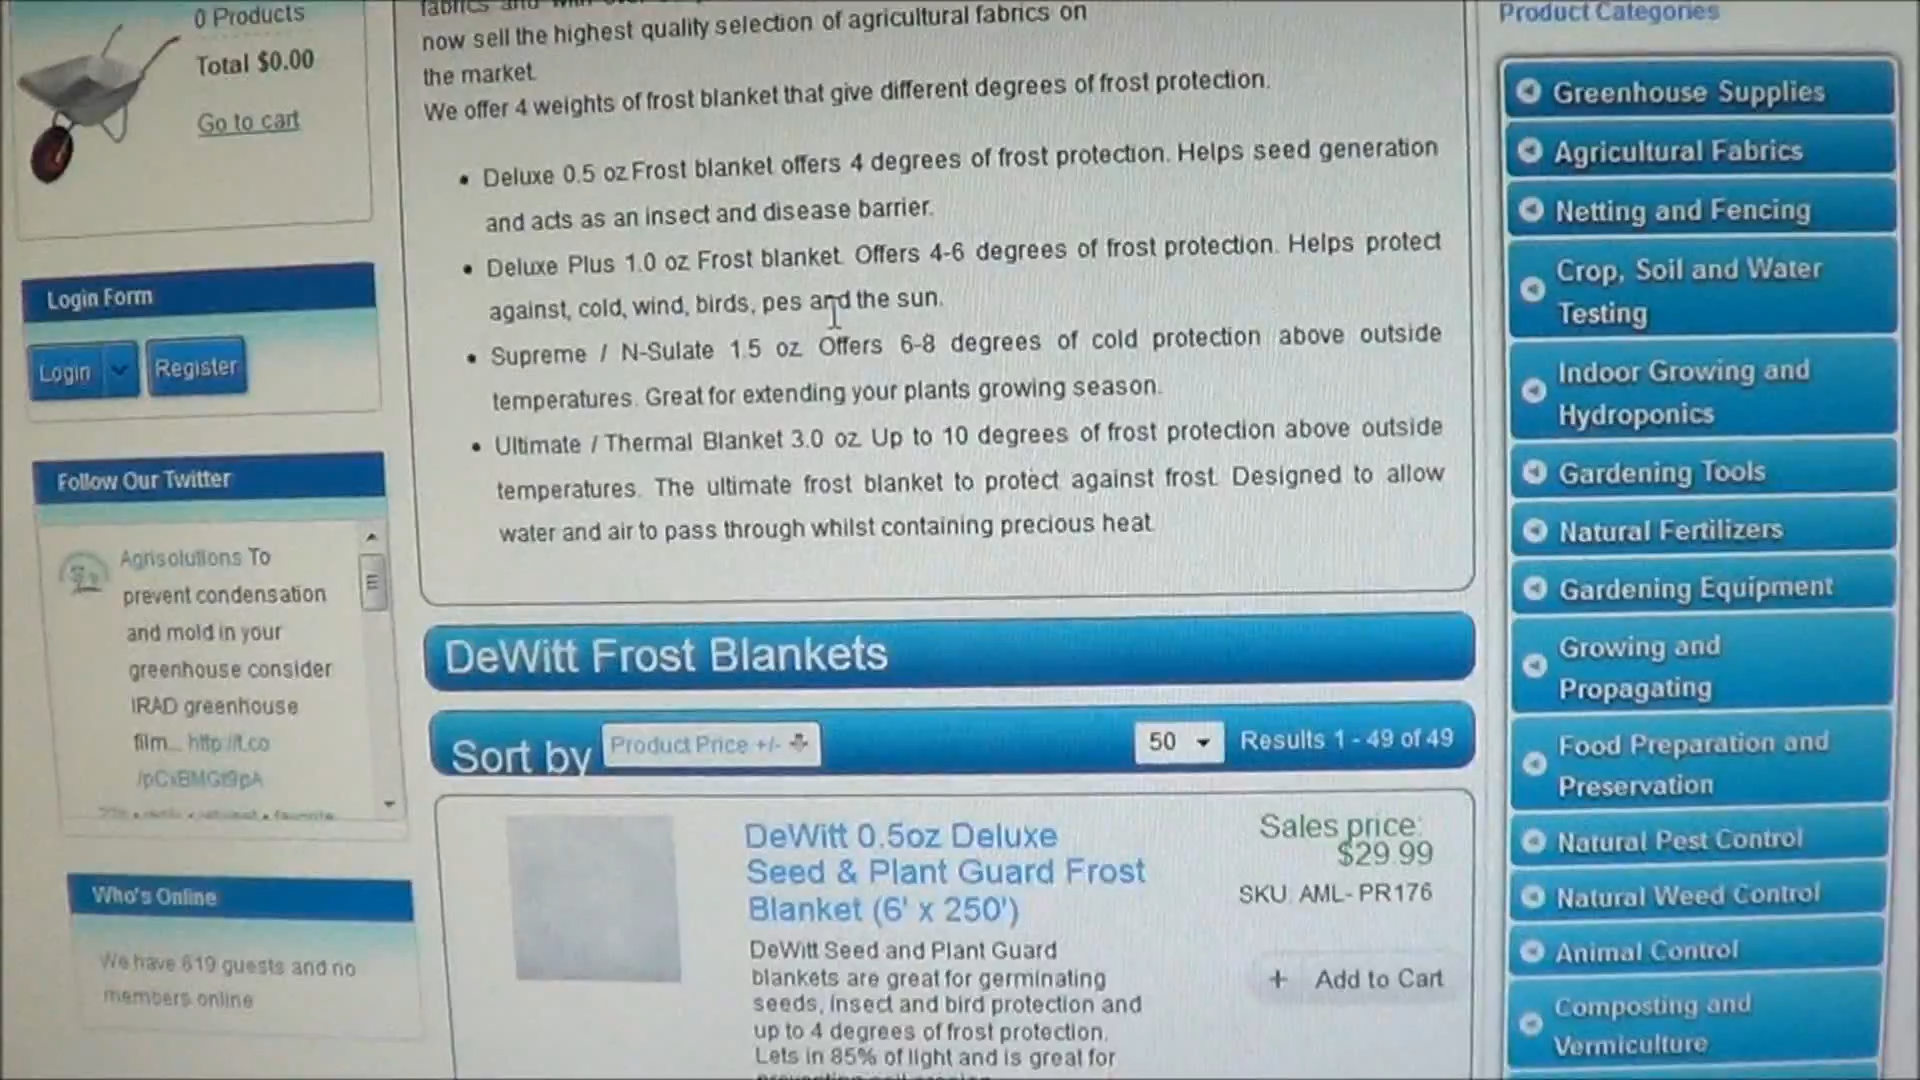 0 Products
Total $0.00
Go to cart
Login Form
Login
Register
Follow Our Twitter
Agrisolutions To
prevent condensation
and mold in your
greenhouse consider
IRAD greenhouse
film... http://t.co
/pCxBMGt9pA
Who's Online
We have 619 guests and no
members online
fabrics and with
now sell the highest quality selection of agricultural fabrics on
the market.
We offer 4 weights of frost blanket that give different degrees of frost protection.
• Deluxe 0.5 oz Frost blanket offers 4 degrees of frost protection. Helps seed generation
and acts as an insect and disease barrier.
• Deluxe Plus 1.0 oz Frost blanket. Offers 4-6 degrees of frost protection. Helps protect
against, cold, wind, birds, pes and the sun.
• Supreme / N-Sulate 1.5 oz. Offers 6-8 degrees of cold protection above outside
temperatures. Great for extending your plants growing season.
• Ultimate / Thermal Blanket 3.0 oz. Up to 10 degrees of frost protection above outside
temperatures. The ultimate frost blanket to protect against frost. Designed to allow
water and air to pass through whilst containing precious heat.
DeWitt Frost Blankets
Sort by Product Price +/- 50 Results 1 - 49 of 49
DeWitt 0.5oz Deluxe
Seed & Plant Guard Frost
Blanket (6' x 250')
DeWitt Seed and Plant Guard
blankets are great for germinating
seeds, insect and bird protection and
up to 4 degrees of frost protection.
Lets in 85% of light and is great for
Sales price:
$29.99
SKU: AML-PR176
+ Add to Cart
Product Categories
Greenhouse Supplies
Agricultural Fabrics
Netting and Fencing
Crop, Soil and Water
Testing
Indoor Growing and
Hydroponics
Gardening Tools
Natural Fertilizers
Gardening Equipment
Growing and
Propagating
Food Preparation and
Preservation
Natural Pest Control
Natural Weed Control
Animal Control
Composting and
Vermiculture